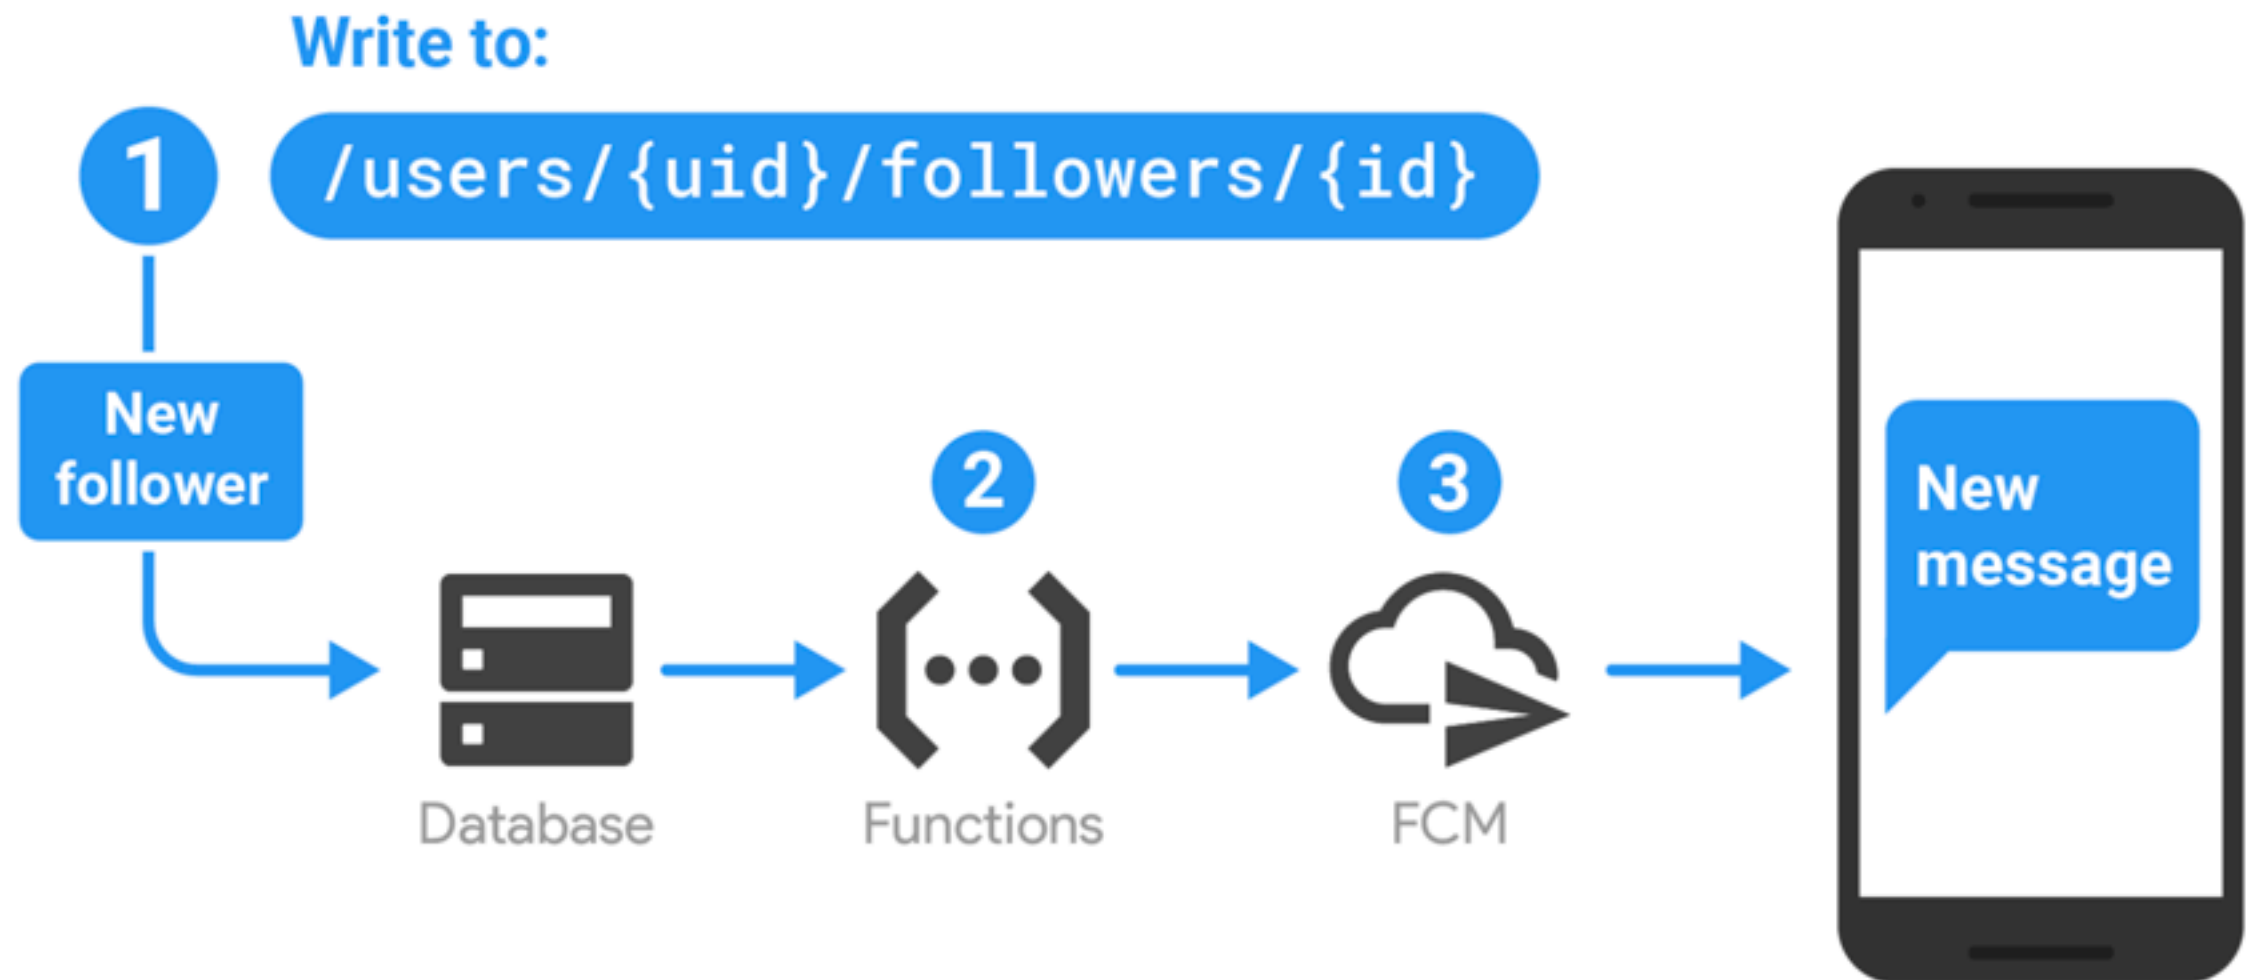 Write to:
1
/users/{uid}/followers/{id}
New
follower
2
3
New
message
Database
Functions
FCM